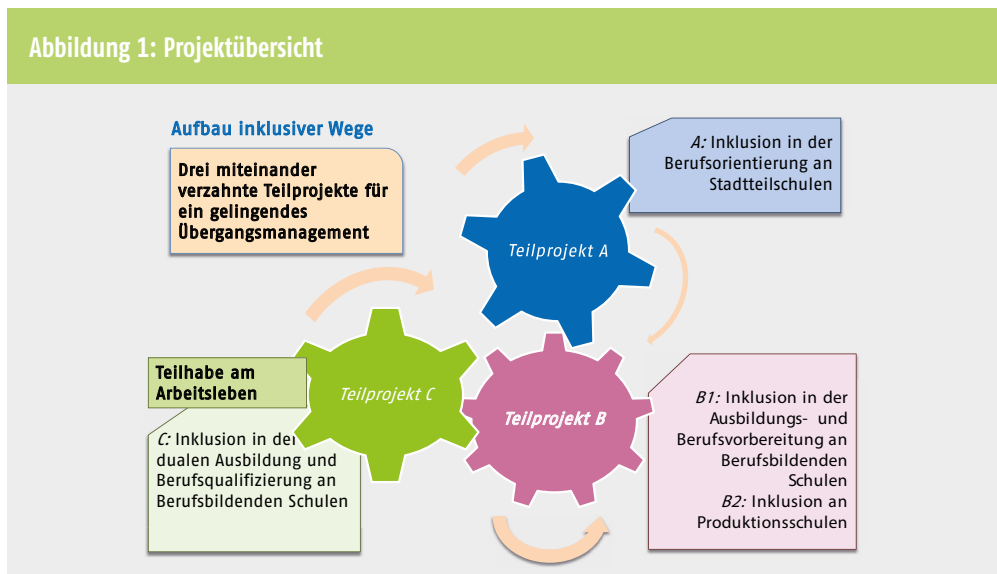 Abbildung 1: Projektübersicht
Aufbau inklusiver Wege
Drei miteinander
verzahnte Teilprojekte für
ein gelingendes
Übergangsmanagement
A: Inklusion in der
Berufsorientierung an
Stadtteilschulen
Teilprojekt A
Teilhabe am
Arbeitsleben
C: Inklusion in der
dualen Ausbildung und
Berufsqualifizierung an
Berufsbildenden Schulen
Teilprojekt C
Teilprojekt B
B1: Inklusion in der
Ausbildungs- und
Berufsvorbereitung an
Berufsbildenden
Schulen
B2: Inklusion an
Produktionsschulen